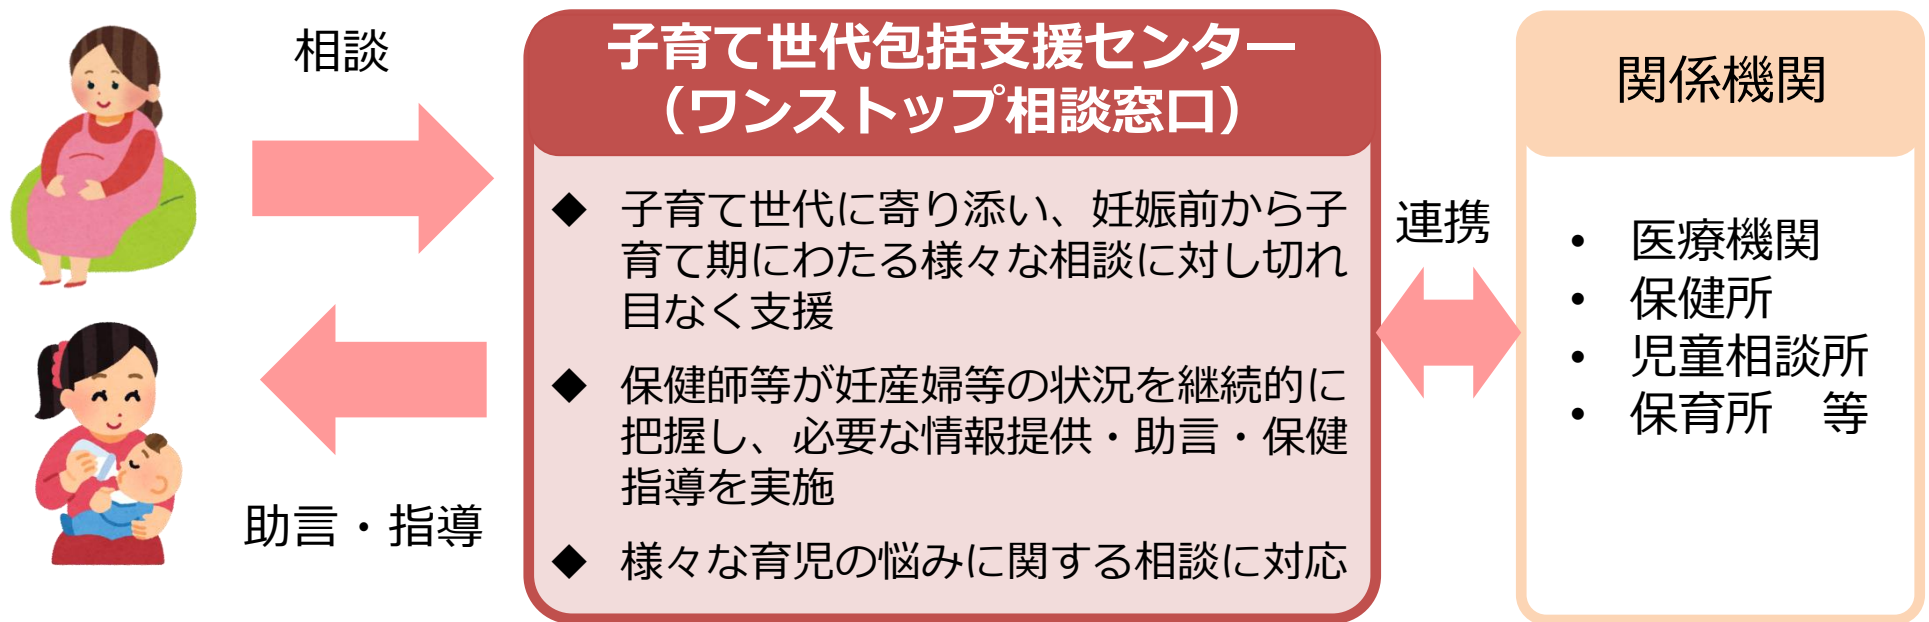 相談
助言・指導
子育て世代包括支援センター
（ワンストップ相談窓口）
◆ 子育て世代に寄り添い、妊娠前から子
育て期にわたる様々な相談に対し切れ
目なく支援
◆ 保健師等が妊産婦等の状況を継続的に
把握し、必要な情報提供・助言・保健
指導を実施
◆ 様々な育児の悩みに関する相談に対応
連携
関係機関
• 医療機関
• 保健所
• 児童相談所
• 保育所　等